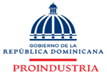 GOBIERNO DE LA
REPÚBLICA DOMINICANA
PROINDUSTRIA